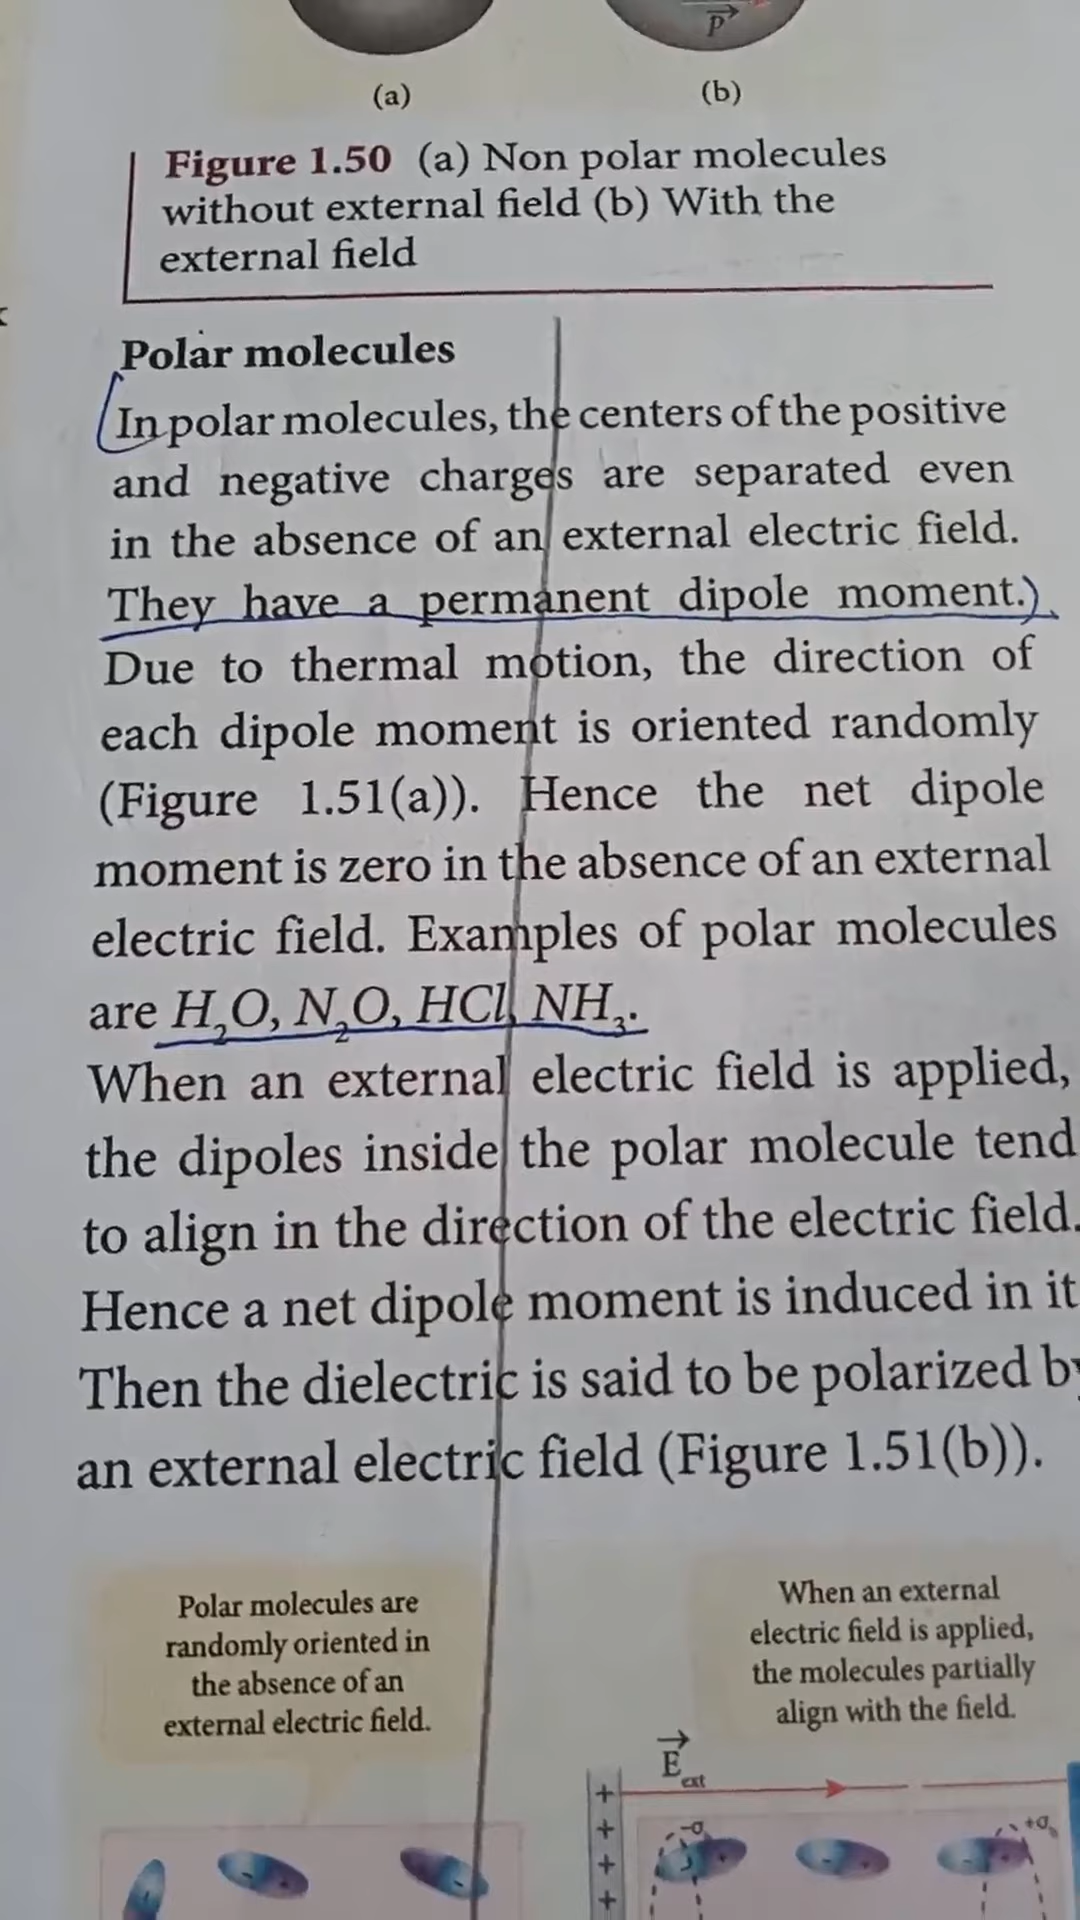 p
(a)
(b)
Figure 1.50 (a) Non polar molecules
without external field (b) With the
external field
Polar molecules
In polar molecules, the centers of the positive
and negative charges are separated even
in the absence of an external electric field.
They have a permanent dipole moment.)
Due to thermal motion, the direction of
each dipole moment is oriented randomly
(Figure 1.51(a)). Hence the net dipole
moment is zero in the absence of an external
electric field. Examples of polar molecules
are H₂O, N₂O, HCl, NH₃.
When an external electric field is applied,
the dipoles inside the polar molecule tend
to align in the direction of the electric field.
Hence a net dipole moment is induced in it
Then the dielectric is said to be polarized by
an external electric field (Figure 1.51(b)).
Polar molecules are
randomly oriented in
the absence of an
external electric field.
When an external
electric field is applied,
the molecules partially
align with the field.
E ext
+
+
+
+
-σ